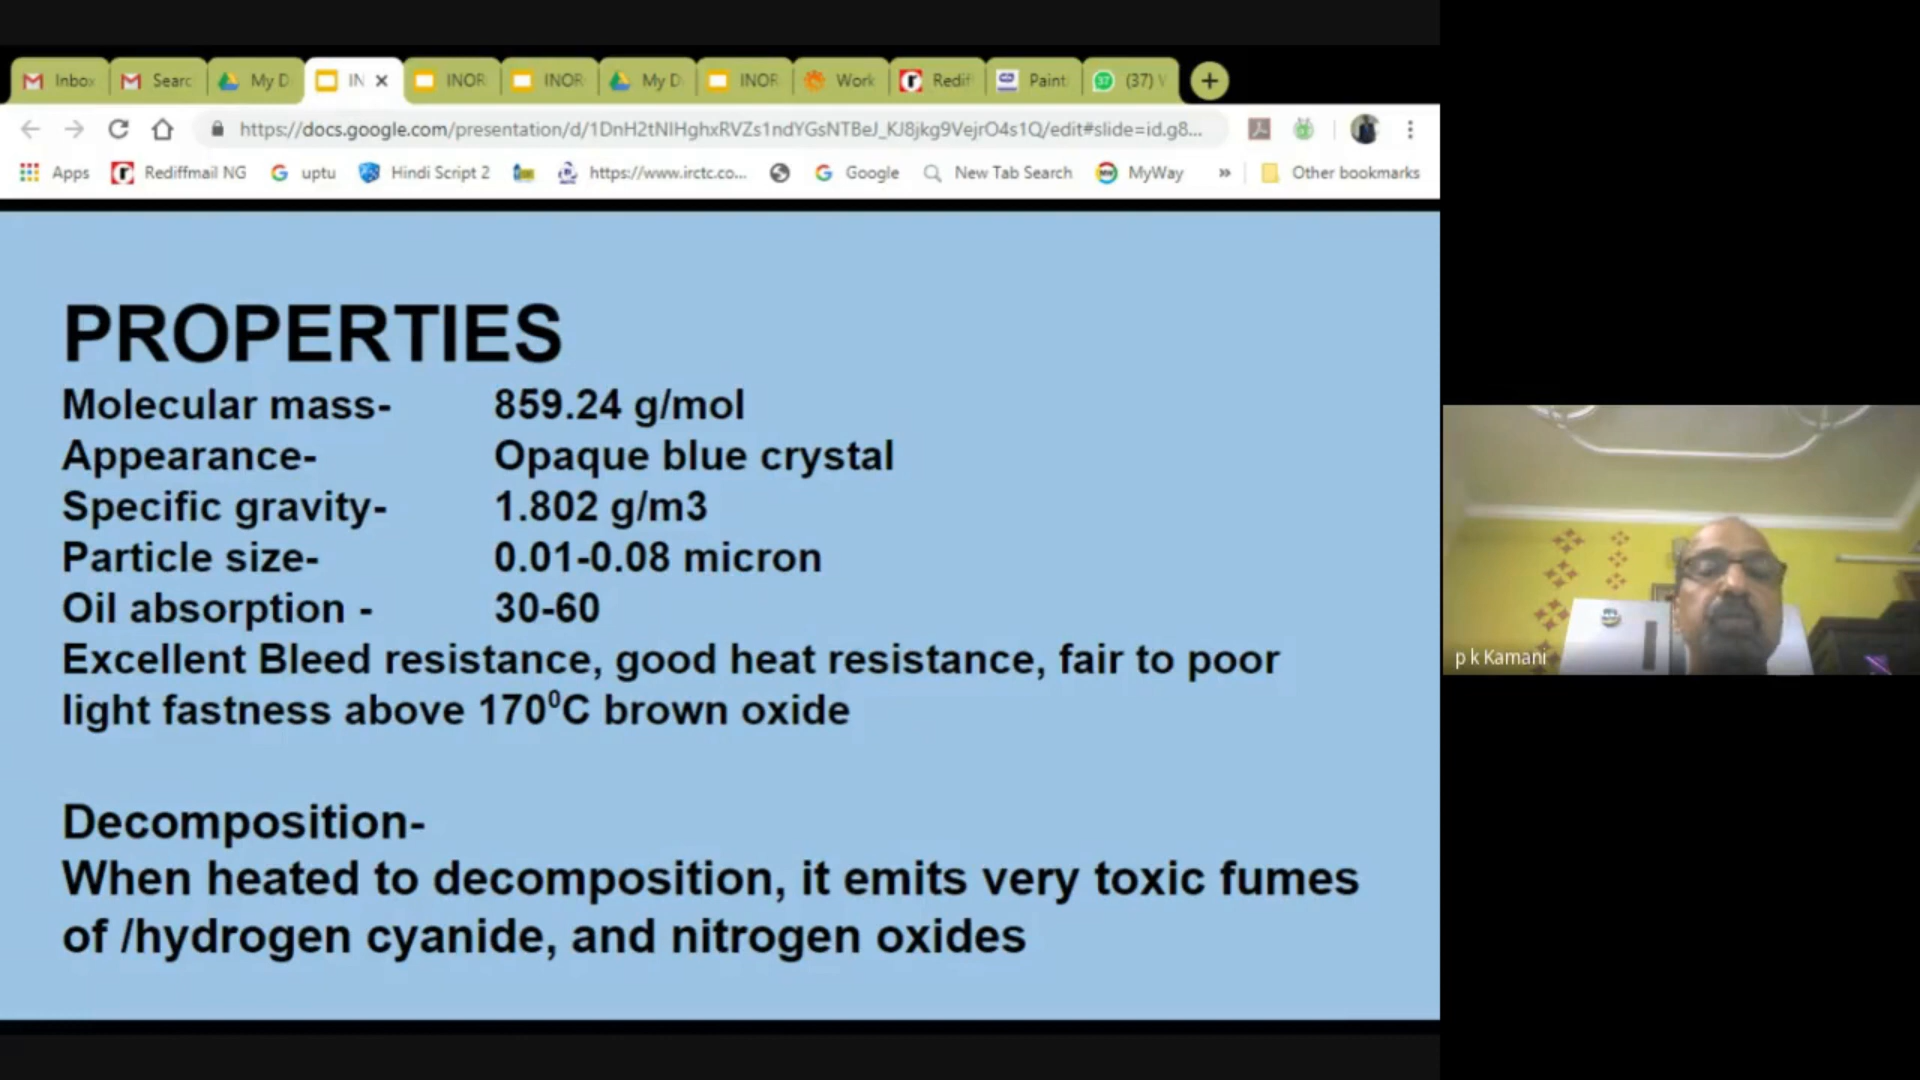 Inbox
Searc
My D
IN
INOR
INOR
My D
INOR
Work
Redif
Paint
(37)
https://docs.google.com/presentation/d/1DnH2tNIHghxRVZs1ndYGsNTBeJ_KJ8jkg9VejrO4s1Q/edit#slide=id.g8...
Apps
Rediffmail NG
uptu
Hindi Script 2
https://www.irctc.co...
Google
New Tab Search
MyWay
»
Other bookmarks
PROPERTIES
Molecular mass- 859.24 g/mol
Appearance- Opaque blue crystal
Specific gravity- 1.802 g/m3
Particle size- 0.01-0.08 micron
Oil absorption - 30-60
Excellent Bleed resistance, good heat resistance, fair to poor
light fastness above 170⁰C brown oxide
Decomposition-
When heated to decomposition, it emits very toxic fumes
of /hydrogen cyanide, and nitrogen oxides
p k Kamani